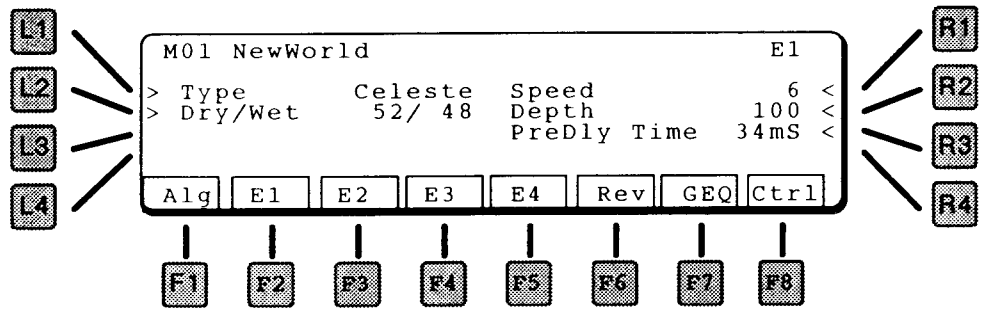 L1
L2
L3
L4
M01 NewWorld E1
> Type Celeste Speed 6 <
> Dry/Wet 52/ 48 Depth 100 <
PreDly Time 34mS <
Alg E1 E2 E3 E4 Rev GEQ Ctrl
F1 F2 F3 F4 F5 F6 F7 F8
R1
R2
R3
R4